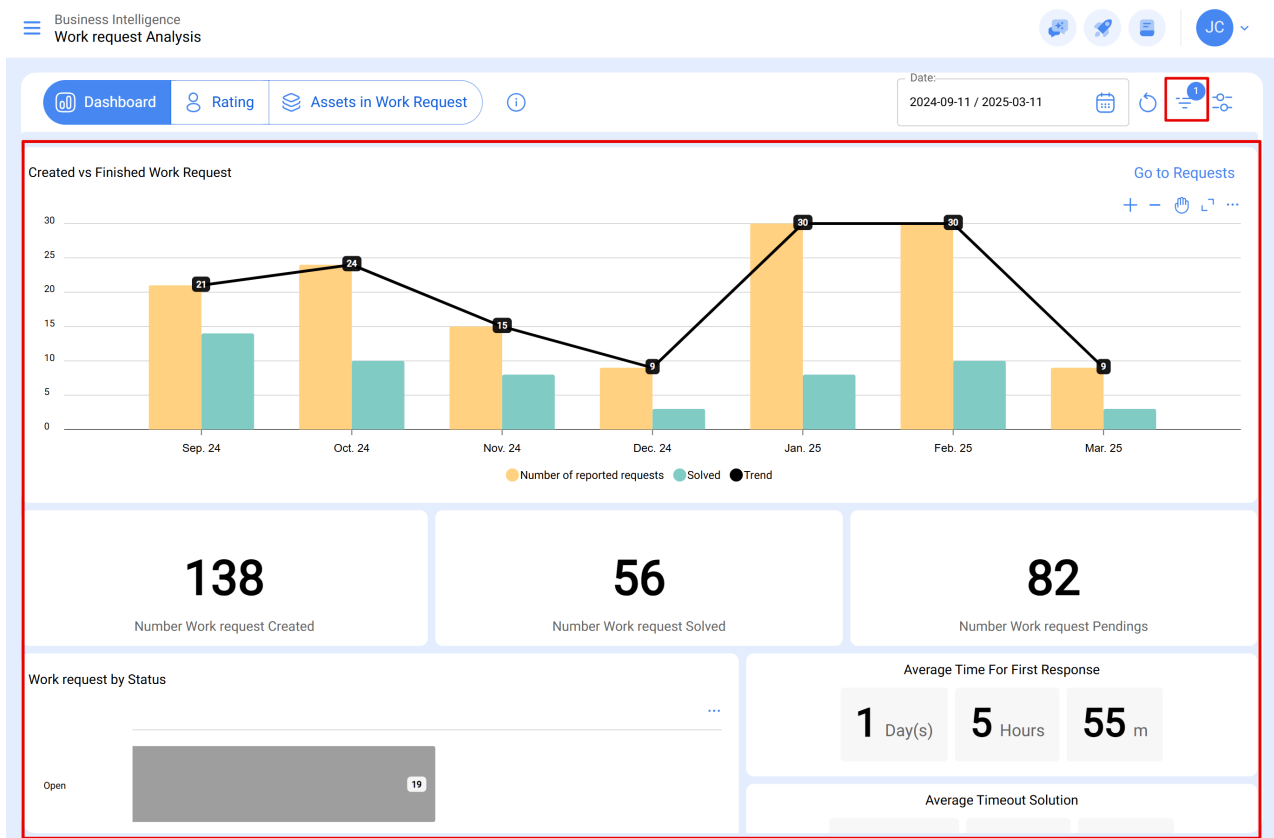 Business Intelligence
Work request Analysis
JC
Dashboard
Rating
Assets in Work Request
Date:
2024-09-11 / 2025-03-11
1
Created vs Finished Work Request
Go to Requests
30
25
20
15
10
5
0
21
24
15
9
30
30
9
Sep. 24
Oct. 24
Nov. 24
Dec. 24
Jan. 25
Feb. 25
Mar. 25
Number of reported requests
Solved
Trend
138
Number Work request Created
56
Number Work request Solved
82
Number Work request Pendings
Work request by Status
Open
19
Average Time For First Response
1 Day(s)
5 Hours
55 m
Average Timeout Solution